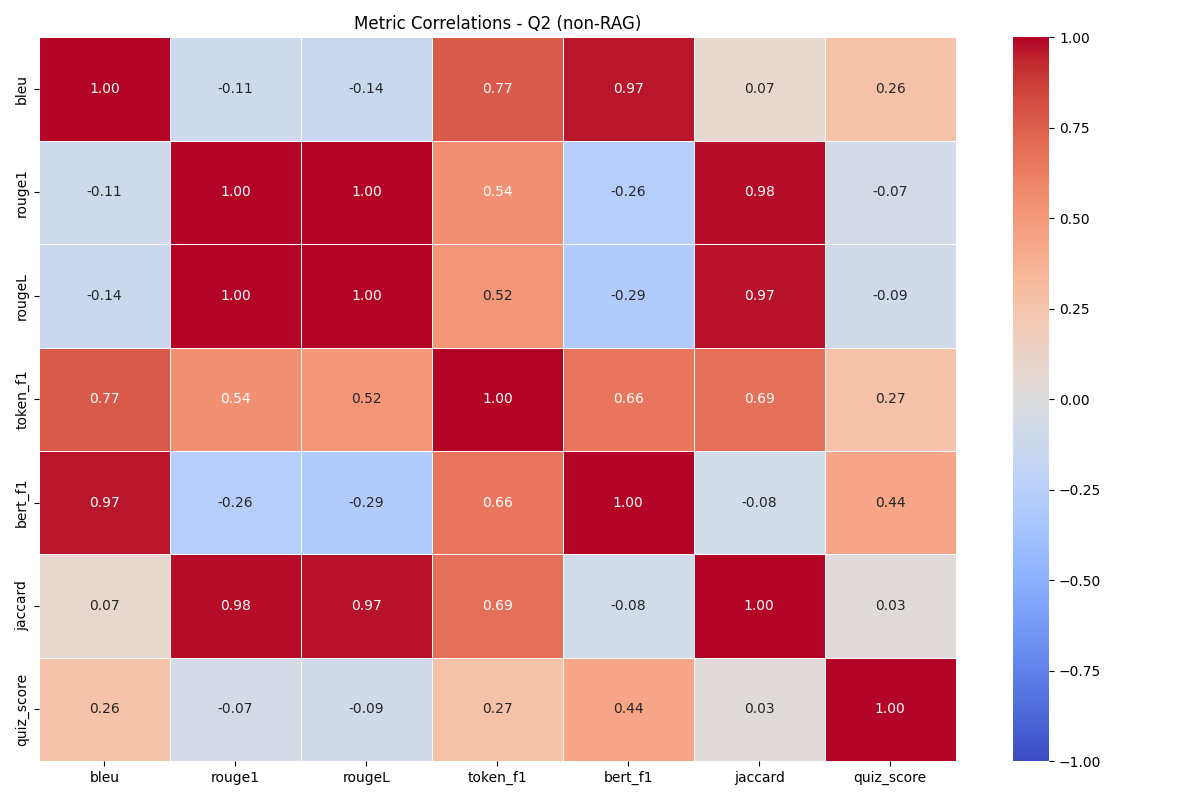 Metric Correlations - Q2 (non-RAG)
bleu 1.00 -0.11 -0.14 0.77 0.97 0.07 0.26
rouge1 -0.11 1.00 1.00 0.54 -0.26 0.98 -0.07
rougeL -0.14 1.00 1.00 0.52 -0.29 0.97 -0.09
token_f1 0.77 0.54 0.52 1.00 0.66 0.69 0.27
bert_f1 0.97 -0.26 -0.29 0.66 1.00 -0.08 0.44
jaccard 0.07 0.98 0.97 0.69 -0.08 1.00 0.03
quiz_score 0.26 -0.07 -0.09 0.27 0.44 0.03 1.00
bleu rouge1 rougeL token_f1 bert_f1 jaccard quiz_score
1.00
0.75
0.50
0.25
0.00
−0.25
−0.50
−0.75
−1.00